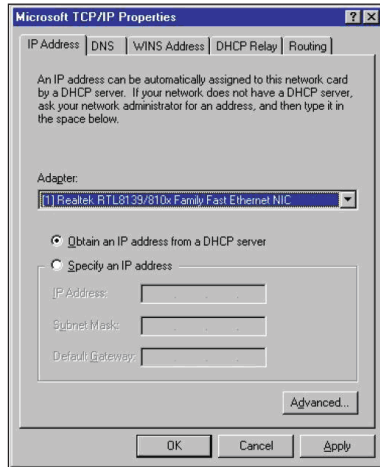 Microsoft TCP/IP Properties
IP Address DNS WINS Address DHCP Relay Routing
An IP address can be automatically assigned to this network card
by a DHCP server. If your network does not have a DHCP server,
ask your network administrator for an address, and then type it in
the space below.
Adapter:
[1] Realtek RTL8139/810x Family Fast Ethernet NIC
Obtain an IP address from a DHCP server
Specify an IP address
IP Address:
Subnet Mask:
Default Gateway:
Advanced...
OK Cancel Apply